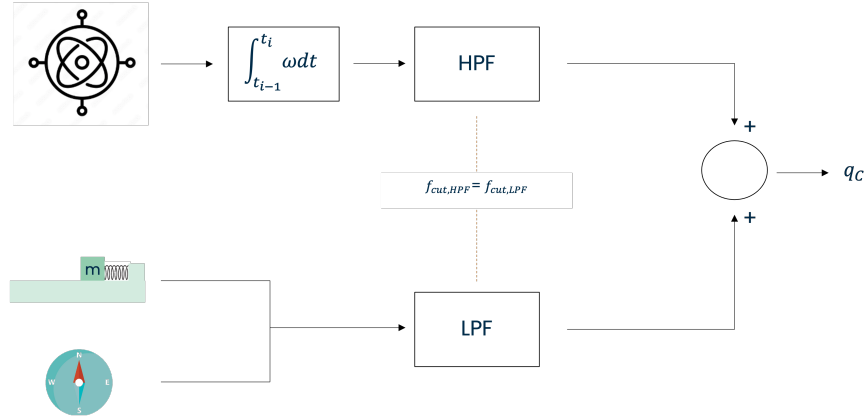 ∫_{t_{i-1}}^{t_i} ωdt
HPF
+
f_{cut,HPF} = f_{cut,LPF}
q_C
+
m
LPF
N
W E
S